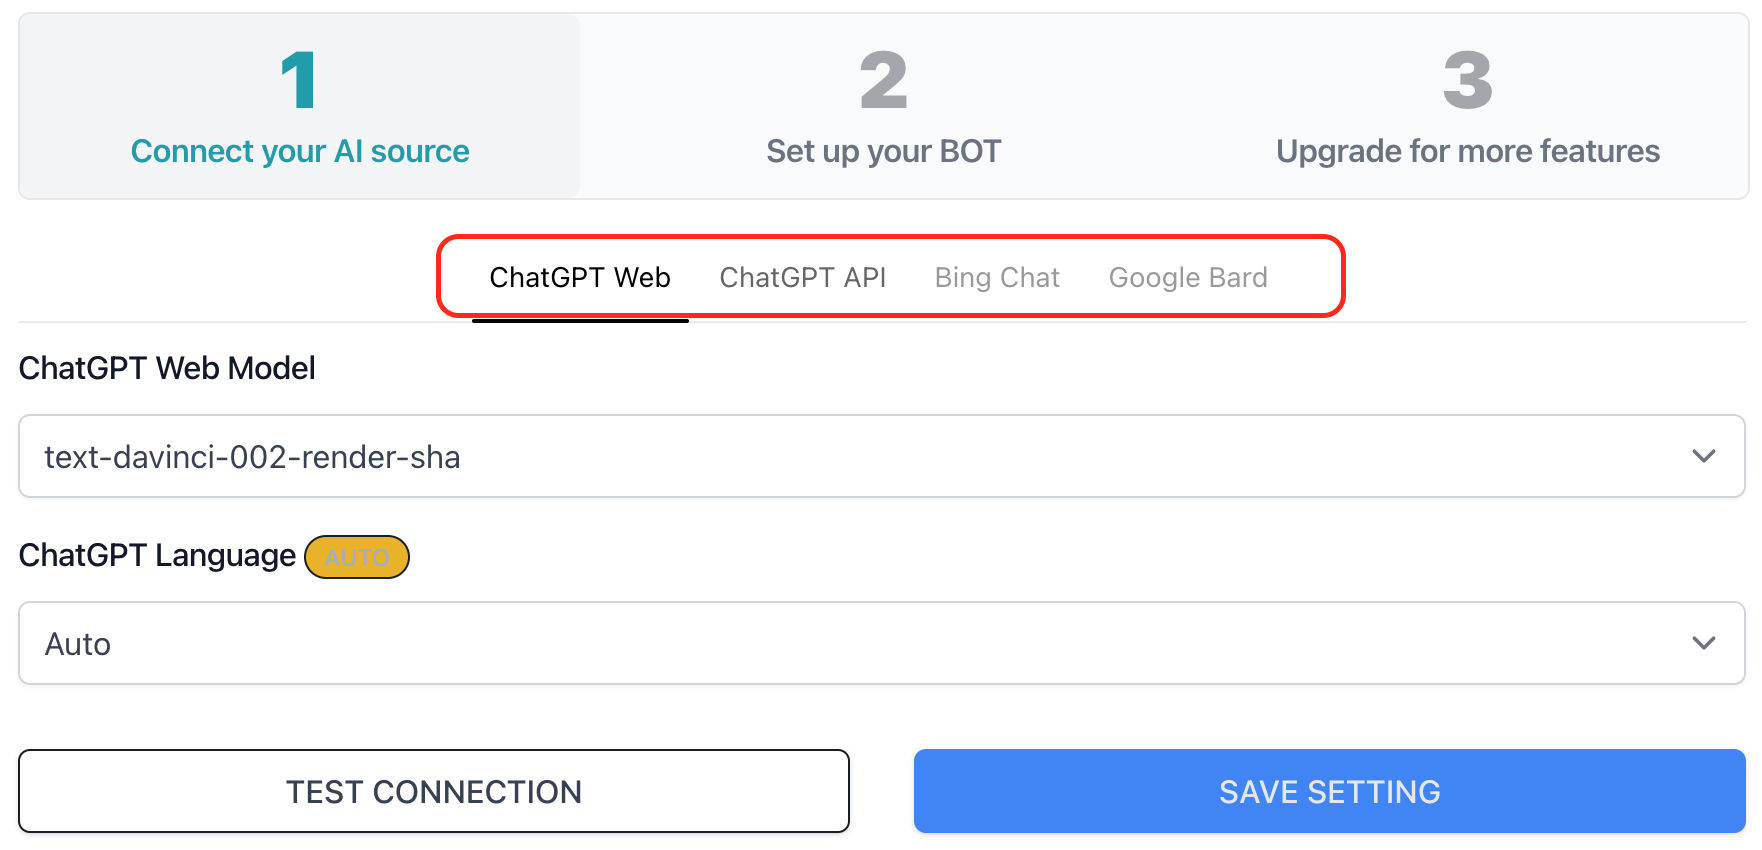 1
Connect your AI source
2
Set up your BOT
3
Upgrade for more features
ChatGPT Web ChatGPT API Bing Chat Google Bard
ChatGPT Web Model
text-davinci-002-render-sha
ChatGPT Language AUTO
Auto
TEST CONNECTION SAVE SETTING